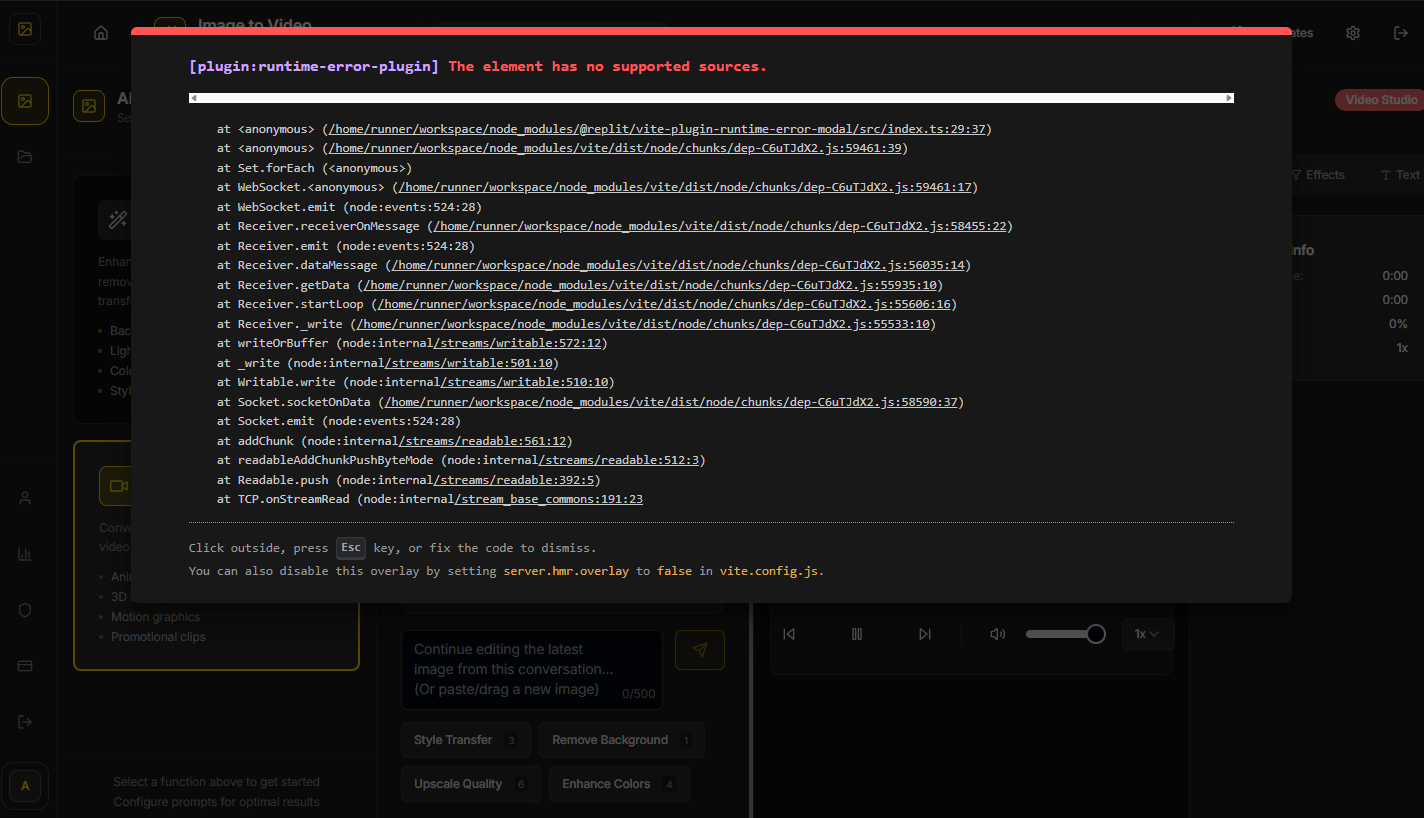 Image to Video
ates
AI
Se
Video Studio
[plugin:runtime-error-plugin] The element has no supported sources.
at <anonymous> (/home/runner/workspace/node_modules/@replit/vite-plugin-runtime-error-modal/src/index.ts:29:37)
at <anonymous> (/home/runner/workspace/node_modules/vite/dist/node/chunks/dep-C6uTJdX2.js:59461:39)
at Set.forEach (<anonymous>)
at WebSocket.<anonymous> (/home/runner/workspace/node_modules/vite/dist/node/chunks/dep-C6uTJdX2.js:59461:17)
at WebSocket.emit (node:events:524:28)
at Receiver.receiverOnMessage (/home/runner/workspace/node_modules/vite/dist/node/chunks/dep-C6uTJdX2.js:58455:22)
at Receiver.emit (node:events:524:28)
at Receiver.dataMessage (/home/runner/workspace/node_modules/vite/dist/node/chunks/dep-C6uTJdX2.js:56035:14)
at Receiver.getData (/home/runner/workspace/node_modules/vite/dist/node/chunks/dep-C6uTJdX2.js:55935:10)
at Receiver.startLoop (/home/runner/workspace/node_modules/vite/dist/node/chunks/dep-C6uTJdX2.js:55606:16)
at Receiver._write (/home/runner/workspace/node_modules/vite/dist/node/chunks/dep-C6uTJdX2.js:55533:10)
at writeOrBuffer (node:internal/streams/writable:572:12)
at _write (node:internal/streams/writable:501:10)
at Writable.write (node:internal/streams/writable:510:10)
at Socket.socketOnData (/home/runner/workspace/node_modules/vite/dist/node/chunks/dep-C6uTJdX2.js:58590:37)
at Socket.emit (node:events:524:28)
at addChunk (node:internal/streams/readable:561:12)
at readableAddChunkPushByteMode (node:internal/streams/readable:512:3)
at Readable.push (node:internal/streams/readable:392:5)
at TCP.onStreamRead (node:internal/stream_base_commons:191:23
Click outside, press Esc key, or fix the code to dismiss.
You can also disable this overlay by setting server.hmr.overlay to false in vite.config.js.
Effects
Text
nfo
e:
0:00
0:00
0%
1x
Enhan
remov
transf
• Bac
• Ligh
• Colo
• Style
Conve
video
• Anim
• 3D
• Motion graphics
• Promotional clips
Select a function above to get started
Configure prompts for optimal results
A
Continue editing the latest
image from this conversation...
(Or paste/drag a new image)
0/500
Style Transfer 3
Remove Background 1
Upscale Quality 6
Enhance Colors 4
1x